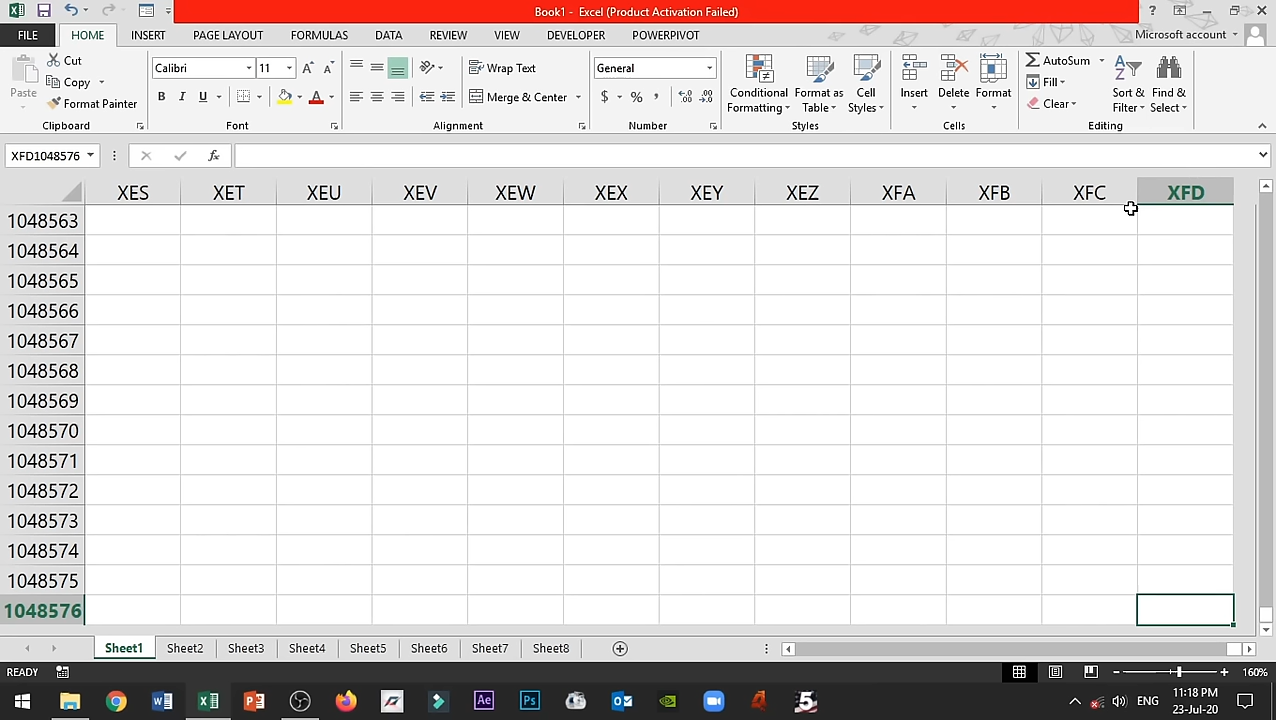 Book1 - Excel (Product Activation Failed)
?
FILE HOME INSERT PAGE LAYOUT FORMULAS DATA REVIEW VIEW DEVELOPER POWERPIVOT Microsoft account
Paste Cut
Copy
Format Painter
Clipboard
Calibri 11
B I U A
Font
Wrap Text
Merge & Center
Alignment
General
$ % ,
Number
Conditional Formatting
Format as Table
Cell Styles
Styles
Insert Delete Format
Cells
AutoSum
Fill
Clear
Sort & Filter
Find & Select
Editing
XFD1048576 fx
XES XET XEU XEV XEW XEX XEY XEZ XFA XFB XFC XFD
1048563
1048564
1048565
1048566
1048567
1048568
1048569
1048570
1048571
1048572
1048573
1048574
1048575
1048576
Sheet1 Sheet2 Sheet3 Sheet4 Sheet5 Sheet6 Sheet7 Sheet8
READY 160%
ENG 11:18 PM
23-Jul-20